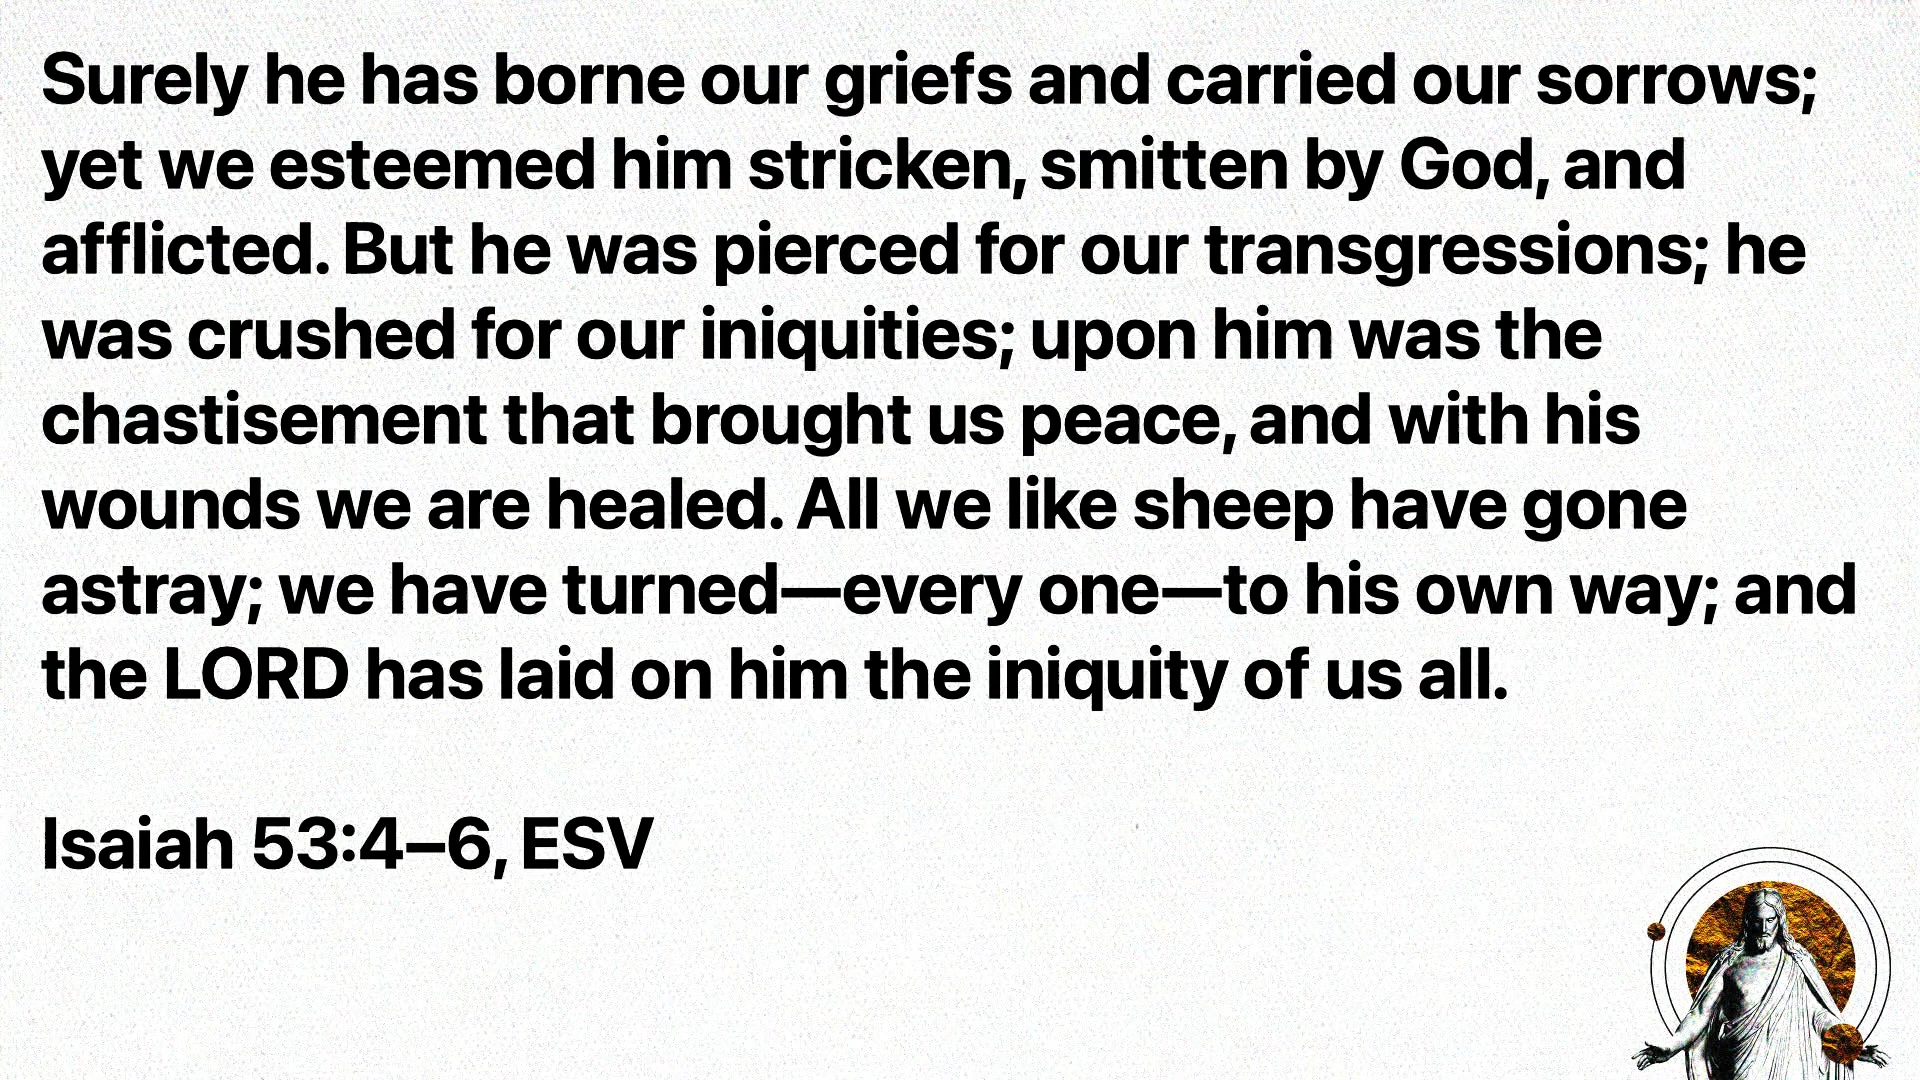 Surely he has borne our griefs and carried our sorrows;
yet we esteemed him stricken, smitten by God, and
afflicted. But he was pierced for our transgressions; he
was crushed for our iniquities; upon him was the
chastisement that brought us peace, and with his
wounds we are healed. All we like sheep have gone
astray; we have turned—every one—to his own way; and
the LORD has laid on him the iniquity of us all.
Isaiah 53:4–6, ESV